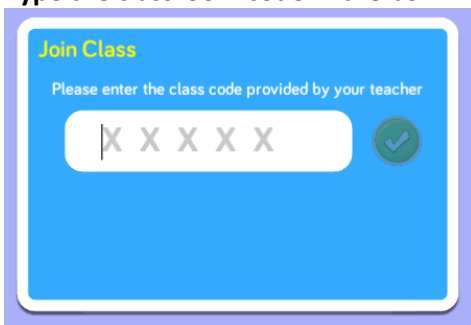 Join Class
Please enter the class code provided by your teacher
X X X X X